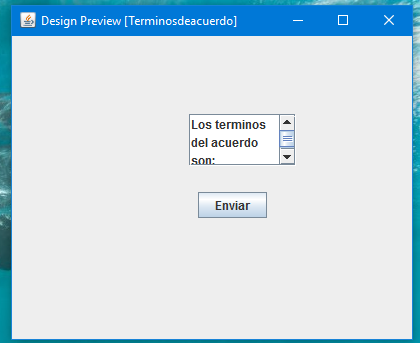 Design Preview [Terminosdeacuerdo]
Los terminos
del acuerdo
son:
Enviar